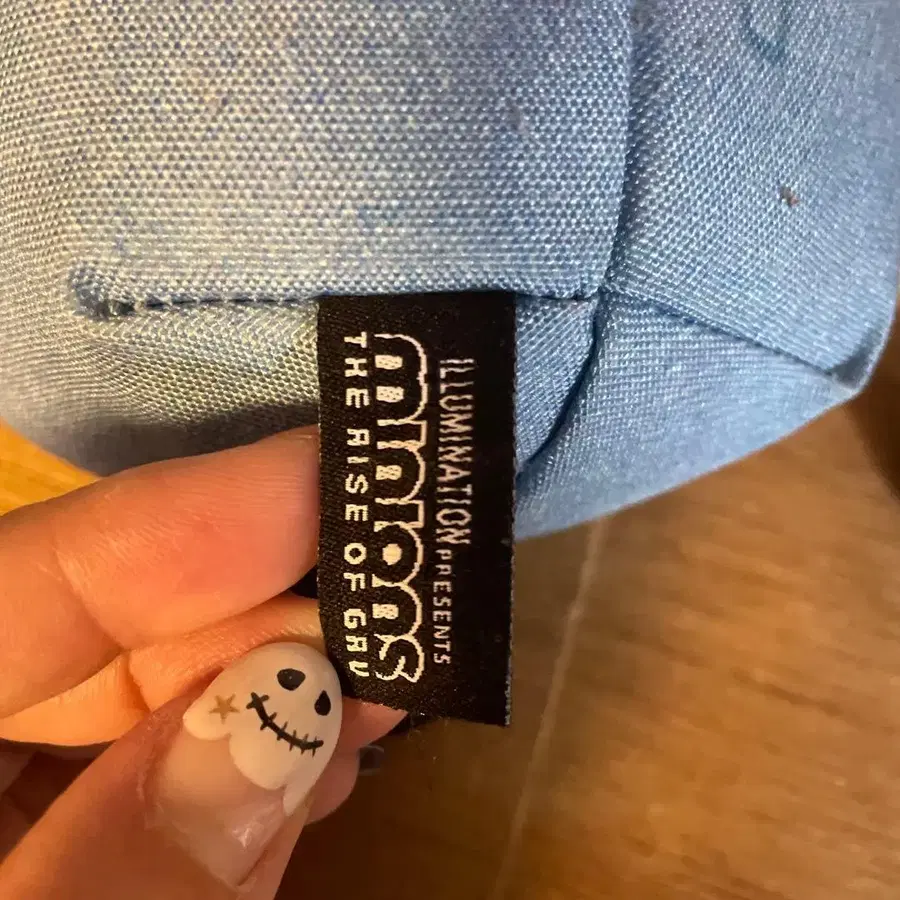 ILLUMINATION PRESENTS
minions
THE RISE OF GRU